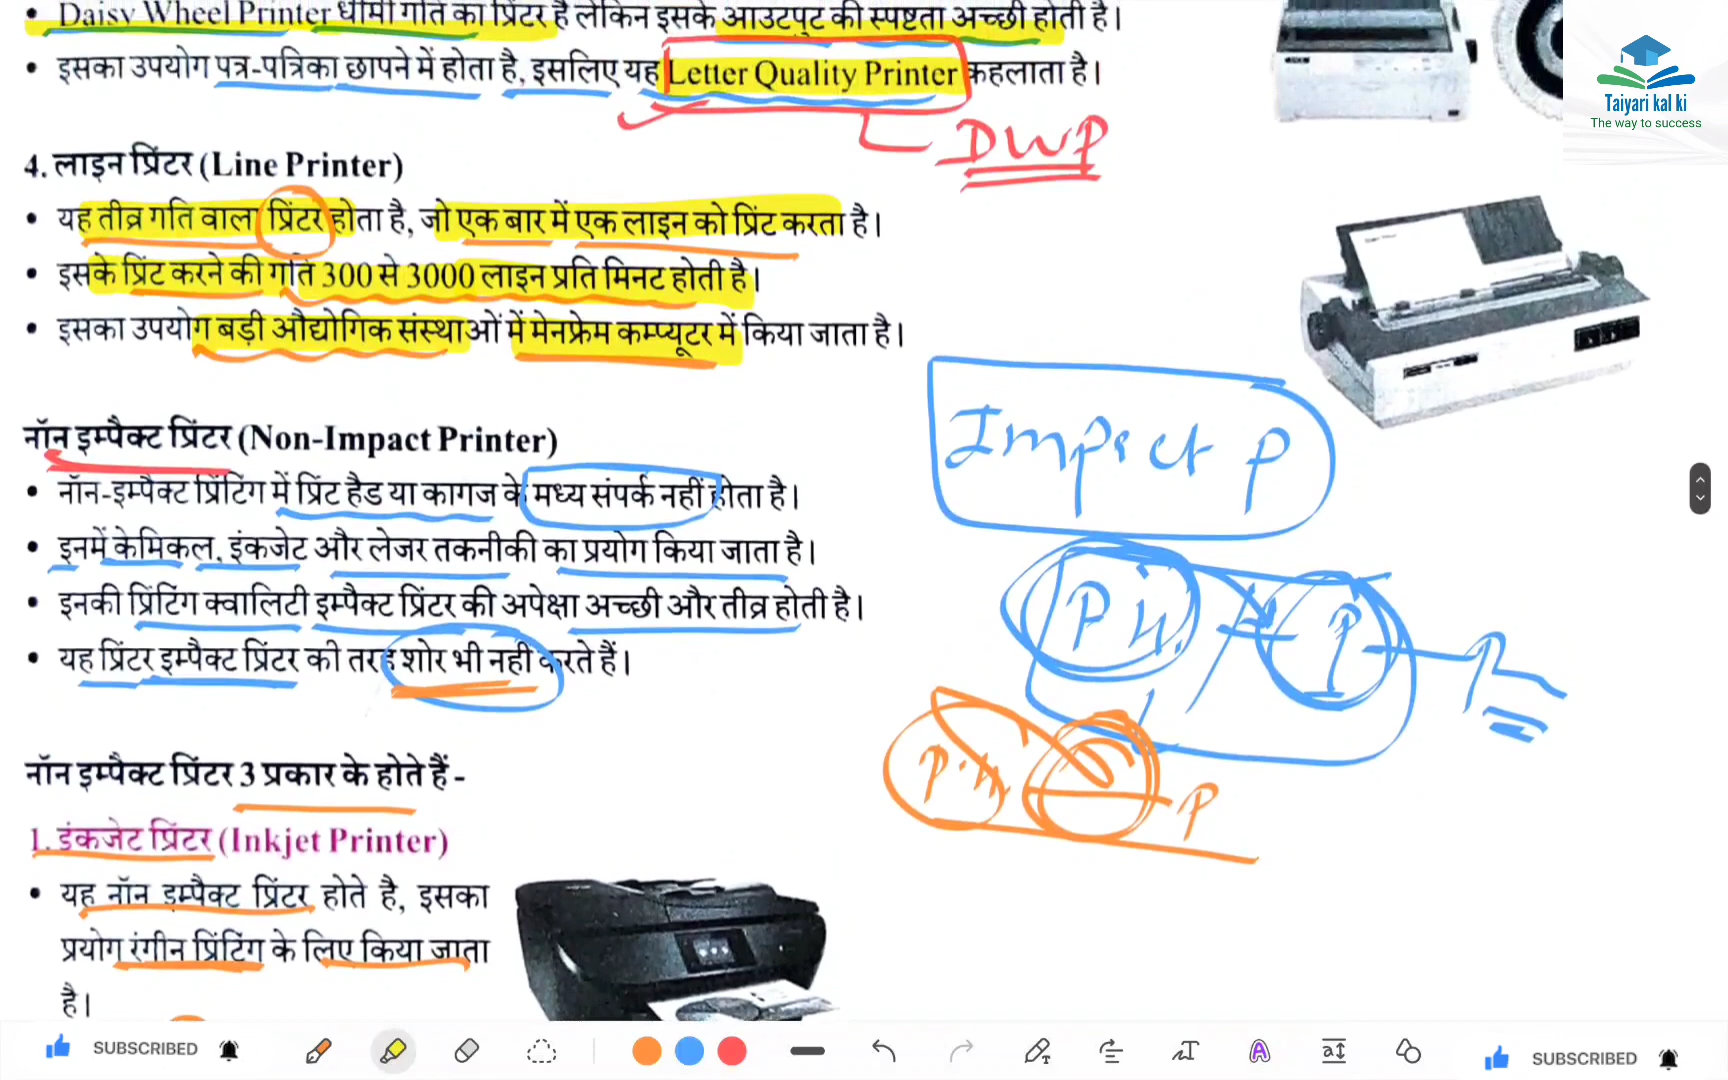 • Daisy Wheel Printer धीमी गति का प्रिंटर है लेकिन इसके आउटपुट की स्पष्टता अच्छी होती है।
• इसका उपयोग पत्र-पत्रिका छापने में होता है, इसलिए यह Letter Quality Printer कहलाता है।
DWP
Taiyari kal ki
The way to success
4. लाइन प्रिंटर (Line Printer)
• यह तीव्र गति वाला प्रिंटर होता है, जो एक बार में एक लाइन को प्रिंट करता है।
• इसके प्रिंट करने की गति 300 से 3000 लाइन प्रति मिनट होती है।
• इसका उपयोग बड़ी औद्योगिक संस्थाओं में मेनफ्रेम कम्प्यूटर में किया जाता है।
Impact P
नॉन इम्पैक्ट प्रिंटर (Non-Impact Printer)
• नॉन-इम्पैक्ट प्रिंटिंग में प्रिंट हैड या कागज के मध्य संपर्क नहीं होता है।
• इनमें केमिकल, इंकजेट और लेजर तकनीकी का प्रयोग किया जाता है।
• इनकी प्रिंटिंग क्वालिटी इम्पैक्ट प्रिंटर की अपेक्षा अच्छी और तीव्र होती है।
• यह प्रिंटर इम्पैक्ट प्रिंटर की तरह शोर भी नही करते हैं।
P
P
नॉन इम्पैक्ट प्रिंटर 3 प्रकार के होते हैं -
1. इंकजेट प्रिंटर (Inkjet Printer)
• यह नॉन इम्पैक्ट प्रिंटर होते है, इसका
प्रयोग रंगीन प्रिंटिंग के लिए किया जाता
है।
SUBSCRIBED
SUBSCRIBED